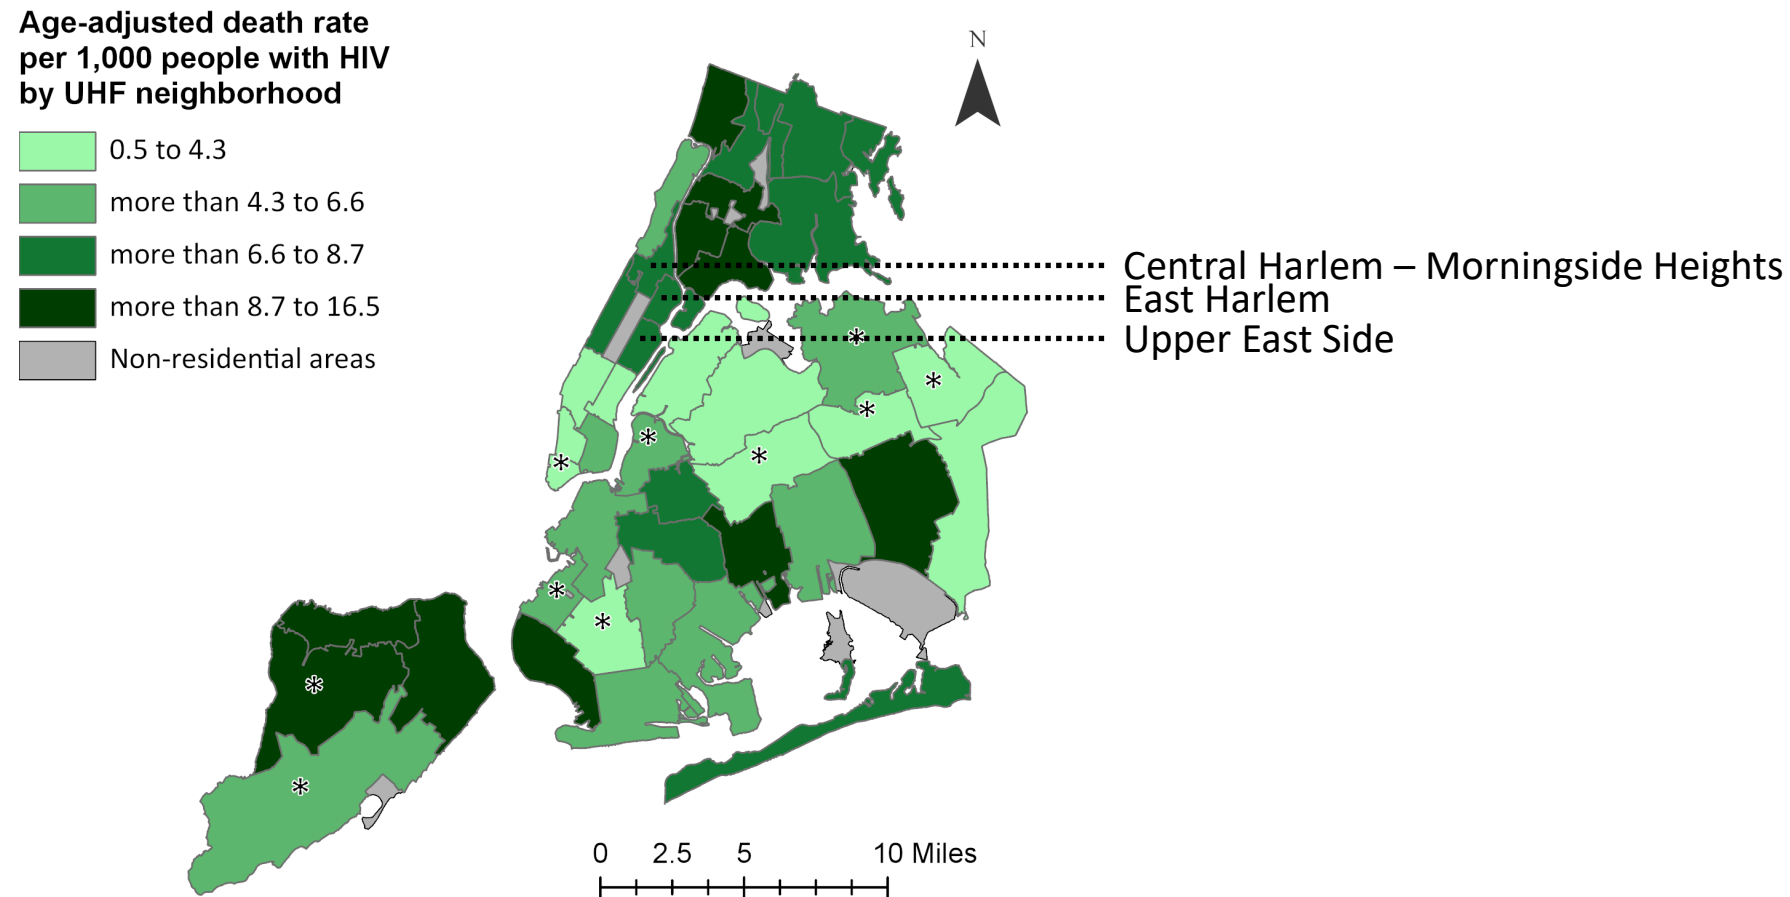 Age-adjusted death rate
per 1,000 people with HIV
by UHF neighborhood
0.5 to 4.3
more than 4.3 to 6.6
more than 6.6 to 8.7
more than 8.7 to 16.5
Non-residential areas
N
Central Harlem – Morningside Heights
East Harlem
Upper East Side
*
*
*
*
*
*
*
*
*
*
0 2.5 5 10 Miles